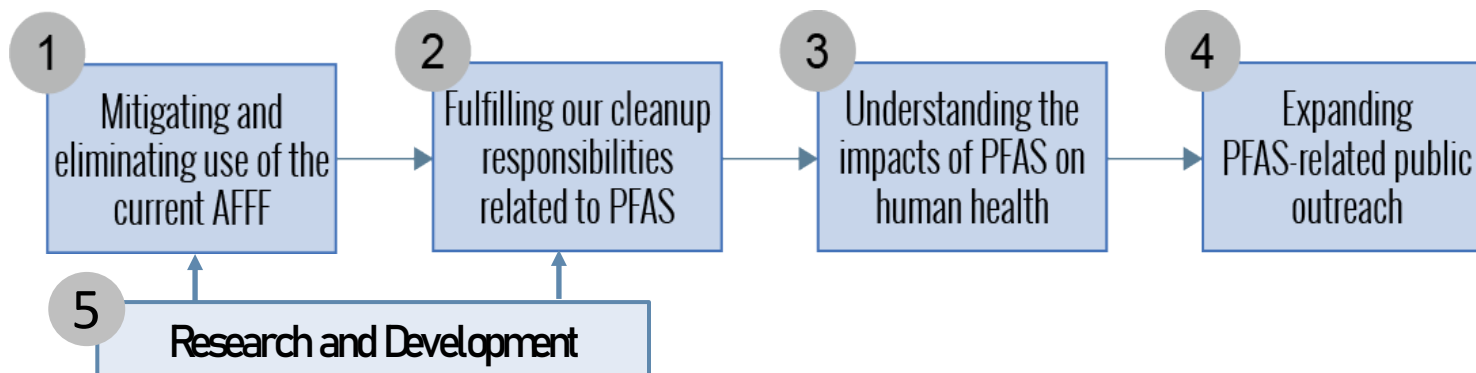 1
Mitigating and
eliminating use of the
current AFFF
2
Fulfilling our cleanup
responsibilities
related to PFAS
3
Understanding the
impacts of PFAS on
human health
4
Expanding
PFAS-related public
outreach
5
Research and Development